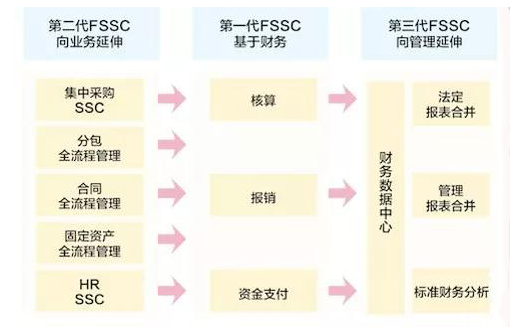 第二代FSSC
向业务延伸
第一代FSSC
基于财务
第三代FSSC
向管理延伸
集中采购
SSC
分包
全流程管理
合同
全流程管理
固定资产
全流程管理
HR
SSC
核算
报销
资金支付
财务数据中心
法定
报表合并
管理
报表合并
标准财务分析